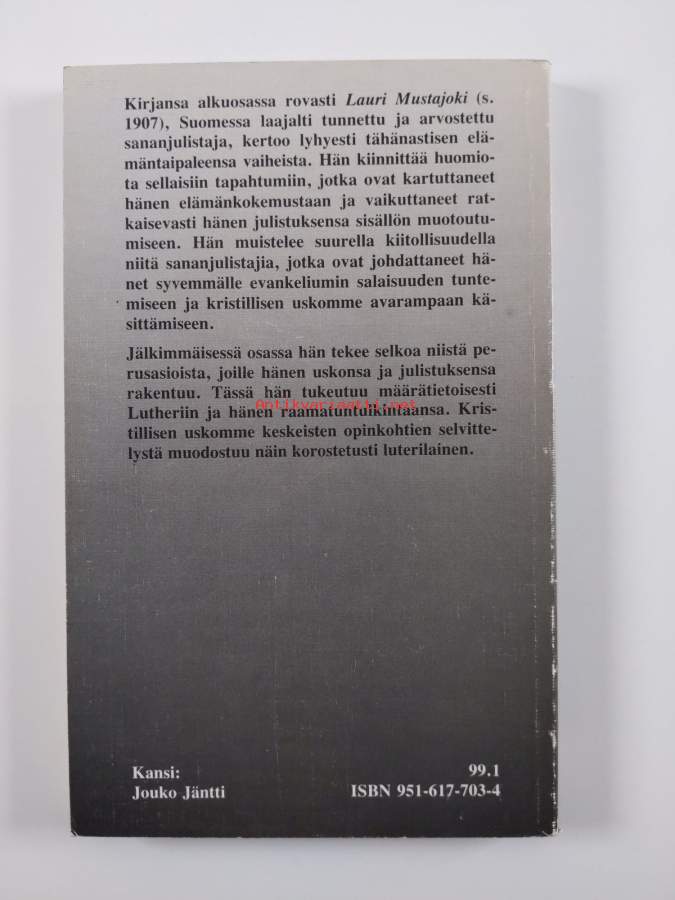 Kirjansa alkuosassa rovasti Lauri Mustajoki (s.
1907), Suomessa laajalti tunnettu ja arvostettu
sananjulistaja, kertoo lyhyesti tähänastisen elä-
mäntaipaleensa vaiheista. Hän kiinnittää huomio-
ta sellaisiin tapahtumiin, jotka ovat kartuttaneet
hänen elämänkokemustaan ja vaikuttaneet rat-
kaisevasti hänen julistuksensa sisällön muotoutu-
miseen. Hän muistelee suurella kiitollisuudella
niitä sananjulistajia, jotka ovat johdattaneet hä-
net syvemmälle evankeliumin salaisuuden tunte-
miseen ja kristillisen uskomme avarampaan kä-
sittämiseen.
Jälkimmäisessä osassa hän tekee selkoa niistä pe-
rusasioista, joille hänen uskonsa ja julistuksensa
rakentuu. Tässä hän tukeutuu määrätietoisesti
Antikvariaatti.net
Lutheriin ja hänen raamatuntulkintaansa. Kris-
tillisen uskomme keskeisten opinkohtien selvitte-
lystä muodostuu näin korostetusti luterilainen.
Kansi: 99.1
Jouko Jäntti ISBN 951-617-703-4